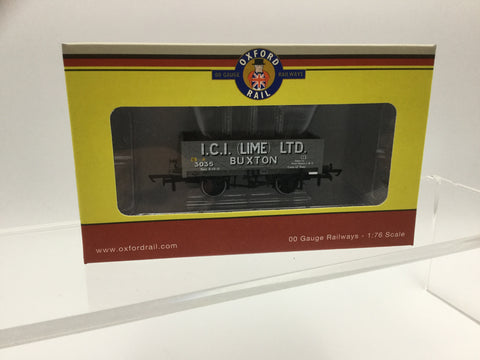 OXFORD
00 GAUGE RAILWAYS
RAIL
I.C.I. (LIME) LTD.
3035 BUXTON
www.oxfordrail.com
00 Gauge Railways - 1:76 Scale